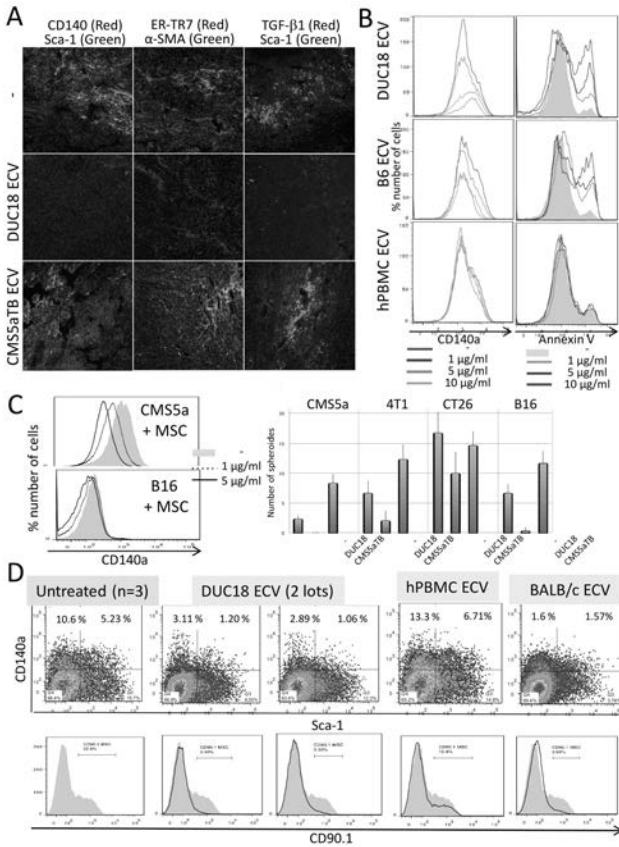 A
CD140 (Red)
Sca-1 (Green)
ER-TR7 (Red)
α-SMA (Green)
TGF-β1 (Red)
Sca-1 (Green)
-
DUC18 ECV
CMS5aTB ECV
B
DUC18 ECV
B6 ECV
hPBMC ECV
% number of cells
CD140a
Annexin V
-
1 μg/ml
5 μg/ml
10 μg/ml
-
1 μg/ml
5 μg/ml
10 μg/ml
C
% number of cells
CMS5a
+ MSC
B16
+ MSC
CD140a
-
1 μg/ml
5 μg/ml
CMS5a
4T1
CT26
B16
Number of spheroides
20
15
10
5
0
-
DUC18
CMS5aTB
-
DUC18
CMS5aTB
-
DUC18
CMS5aTB
-
DUC18
CMS5aTB
D
Untreated (n=3)
DUC18 ECV (2 lots)
hPBMC ECV
BALB/c ECV
CD140a
10.6 %
5.23 %
3.11 %
1.20 %
2.89 %
1.06 %
13.3 %
6.71%
1.6 %
1.57%
Sca-1
CD90.1